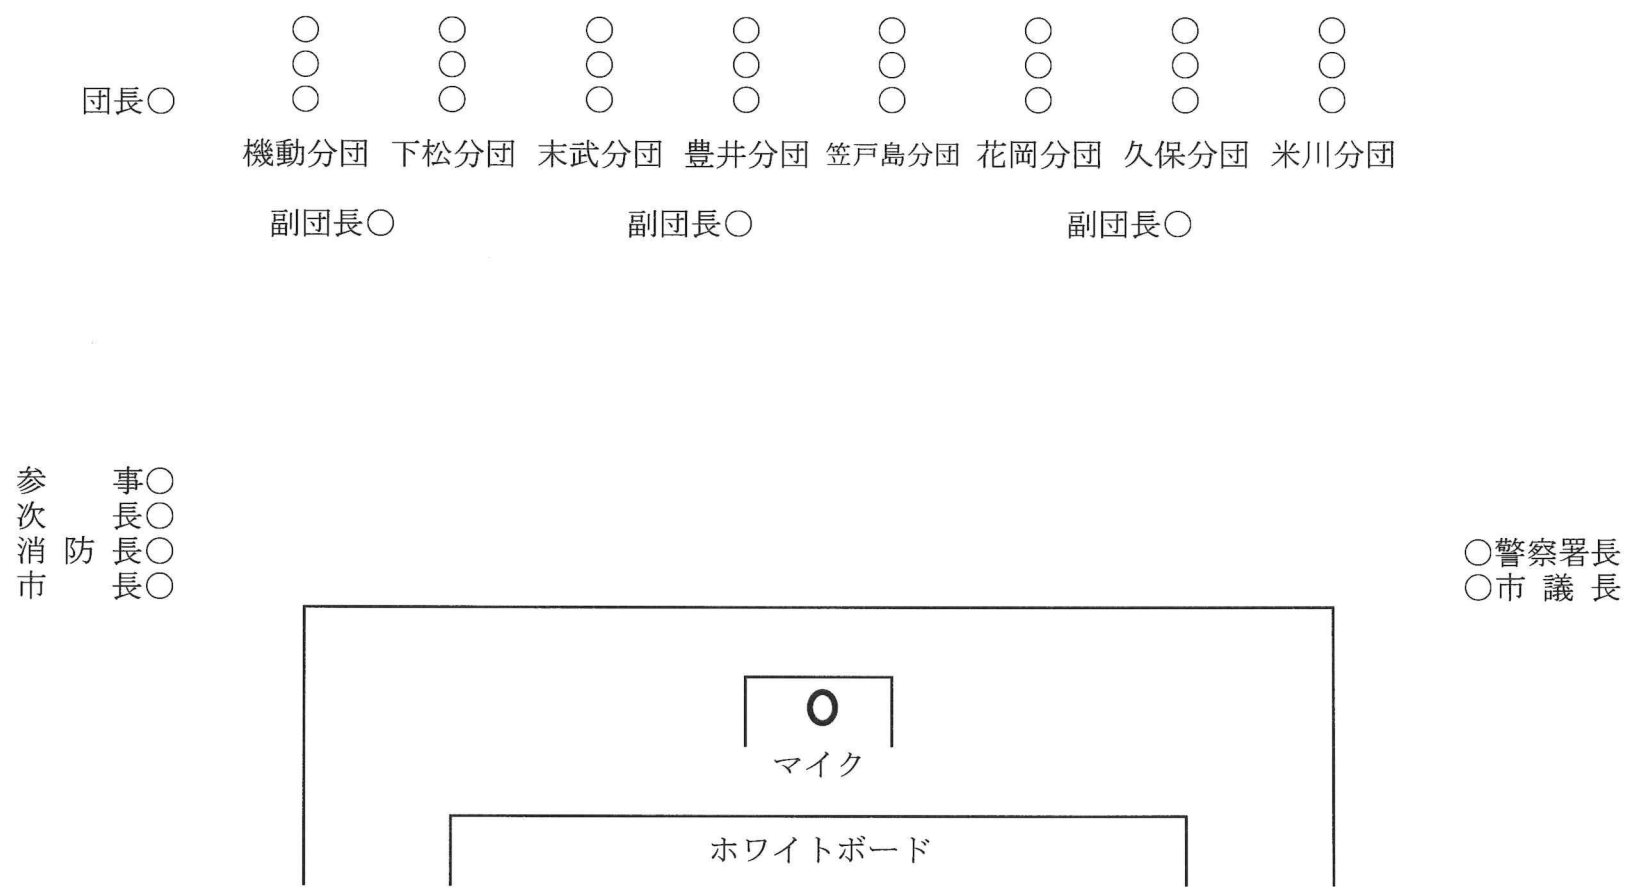 ○ ○ ○ ○ ○ ○ ○ ○
○ ○ ○ ○ ○ ○ ○ ○
団長○ ○ ○ ○ ○ ○ ○ ○ ○
機動分団 下松分団 末武分団 豊井分団 笠戸島分団 花岡分団 久保分団 米川分団
副団長○ 副団長○ 副団長○
参 事○
次 長○
消 防 長○ ○警察署長
市 長○ ○市 議 長
マイク
ホワイトボード